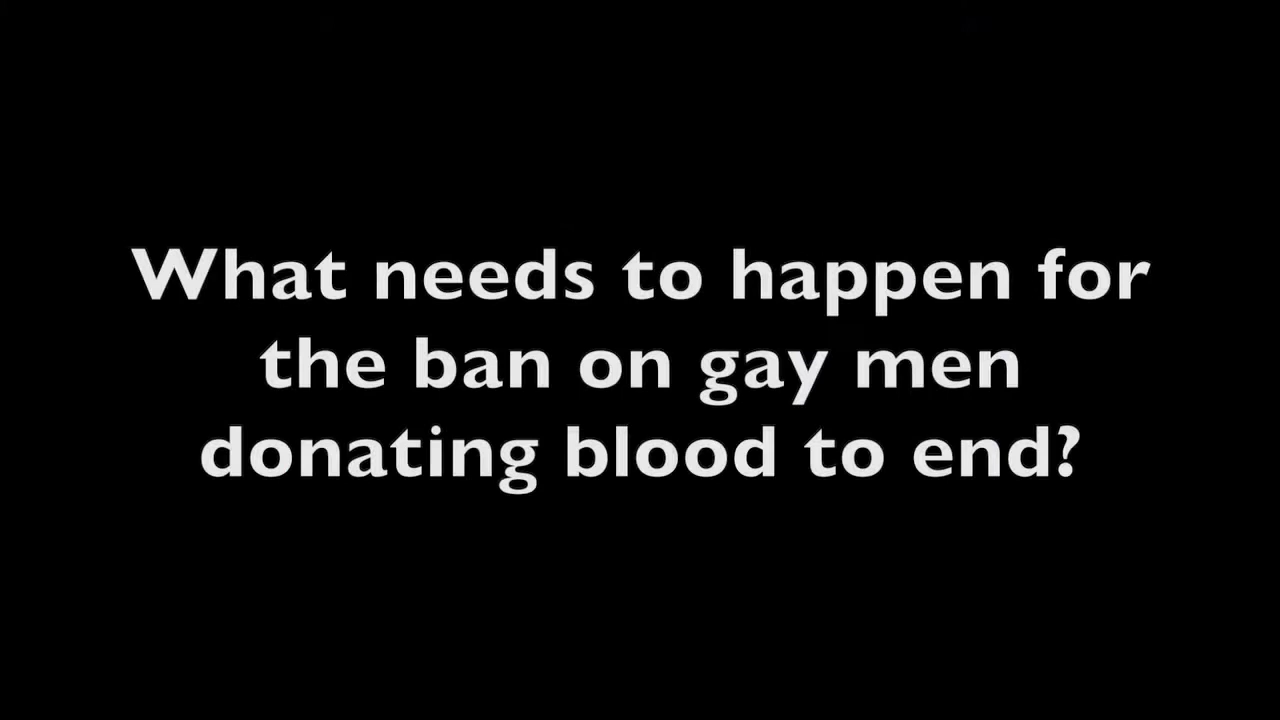 What needs to happen for
the ban on gay men
donating blood to end?